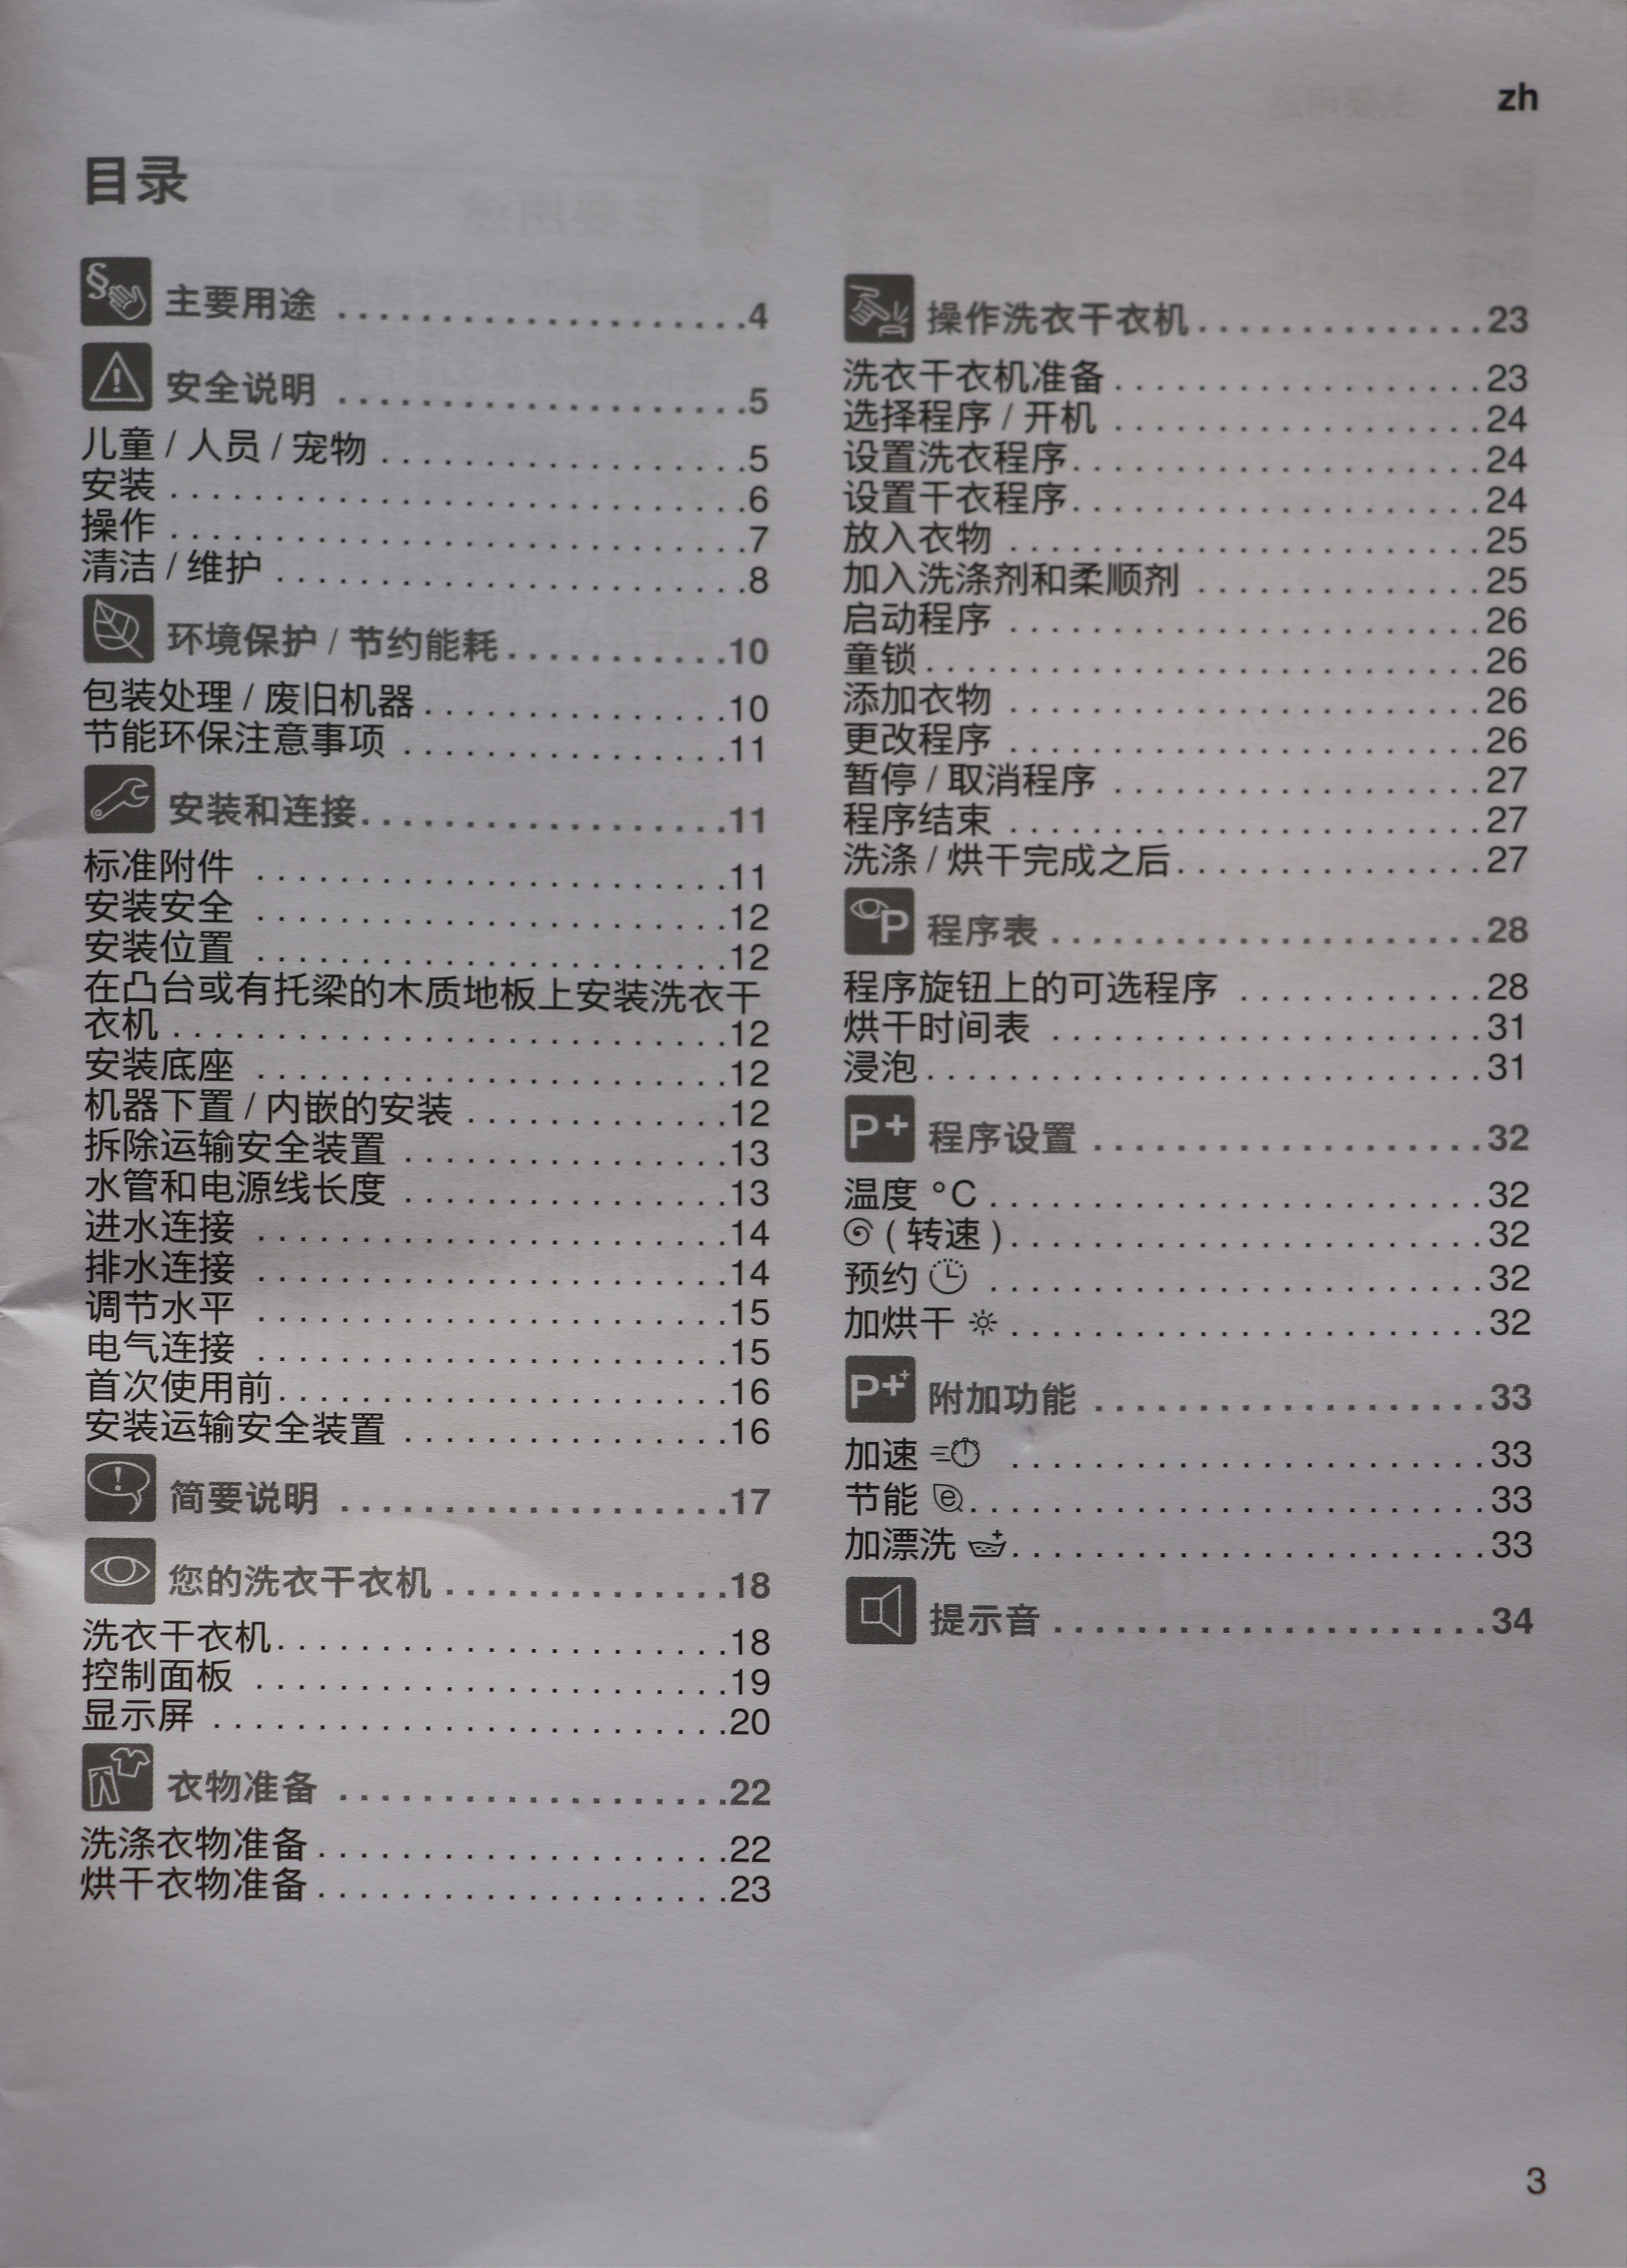 zh
目录
主要用途 ....................4
安全说明 ....................5
儿童 / 人员 / 宠物 ..................5
安装 ............................6
操作 ............................7
清洁 / 维护 .......................8
环境保护 / 节约能耗 ...........10
包装处理 / 废旧机器 ...............10
节能环保注意事项 ................11
安装和连接..................11
标准附件 .......................11
安装安全 .......................12
安装位置 .......................12
在凸台或有托梁的木质地板上安装洗衣干
衣机 ...........................12
安装底座 .......................12
机器下置 / 内嵌的安装 .............12
拆除运输安全装置 ................13
水管和电源线长度 ................13
进水连接 .......................14
排水连接 .......................14
调节水平 .......................15
电气连接 .......................15
首次使用前......................16
安装运输安全装置 ................16
简要说明 ...................17
您的洗衣干衣机 ..............18
洗衣干衣机......................18
控制面板 .......................19
显示屏 .........................20
衣物准备 ...................22
洗涤衣物准备 ....................22
烘干衣物准备 ....................23
操作洗衣干衣机..............23
洗衣干衣机准备 ..................23
选择程序 / 开机 ..................24
设置洗衣程序....................24
设置干衣程序....................24
放入衣物 .......................25
加入洗涤剂和柔顺剂 ..............25
启动程序 .......................26
童锁...........................26
添加衣物 .......................26
更改程序 .......................26
暂停 / 取消程序 ..................27
程序结束 .......................27
洗涤 / 烘干完成之后...............27
程序表 .....................28
程序旋钮上的可选程序 ............28
烘干时间表 .....................31
浸泡...........................31
程序设置 ...................32
温度 °C ........................32
( 转速 ).......................32
预约 ........................32
加烘干 .......................32
附加功能 ...................33
加速 .......................33
节能 .........................33
加漂洗 .......................33
提示音 .....................34
3